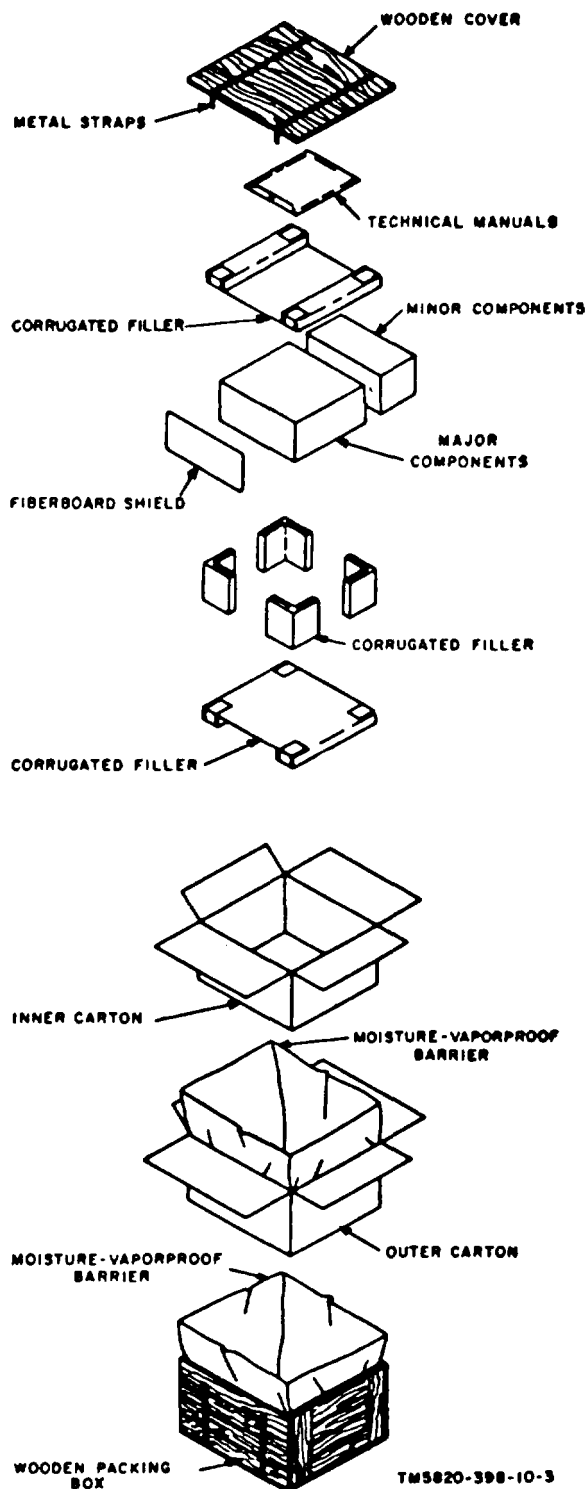 WOODEN COVER
METAL STRAPS
TECHNICAL MANUALS
CORRUGATED FILLER
MINOR COMPONENTS
MAJOR
COMPONENTS
FIBERBOARD SHIELD
CORRUGATED FILLER
CORRUGATED FILLER
INNER CARTON
MOISTURE-VAPORPROOF
BARRIER
OUTER CARTON
MOISTURE-VAPORPROOF
BARRIER
WOODEN PACKING
BOX
TM5820-398-10-3